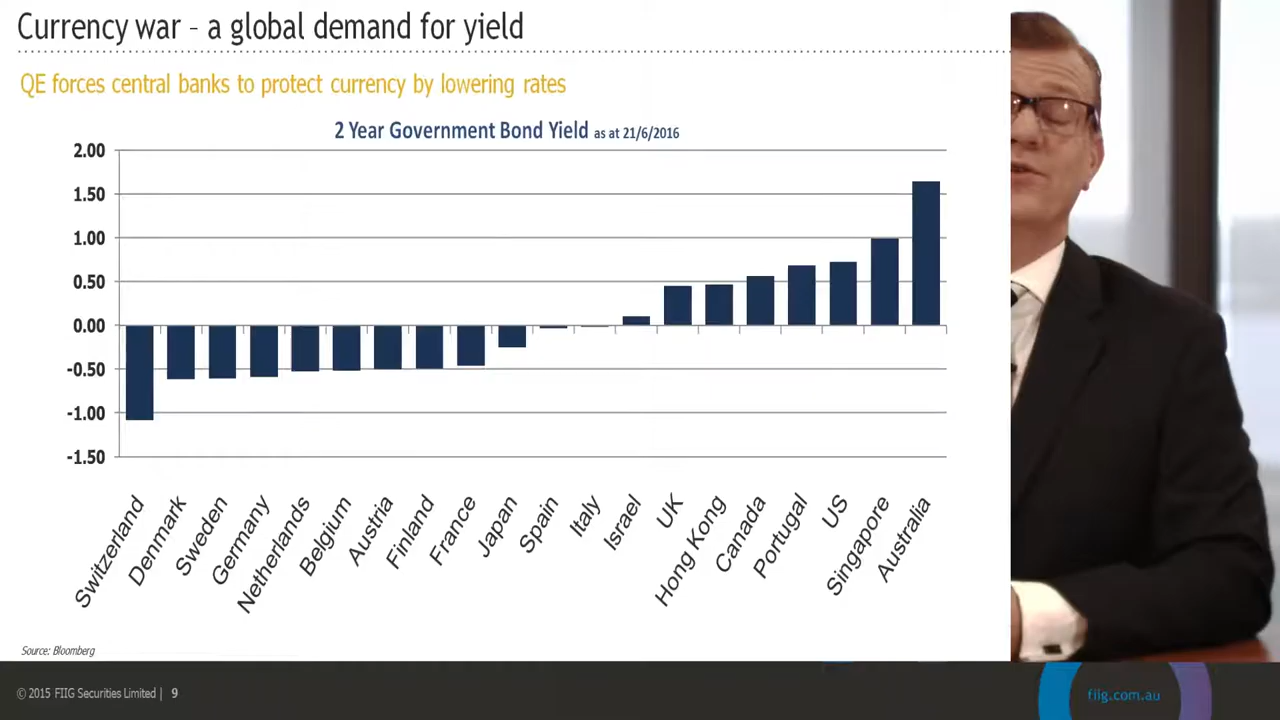 Currency war - a global demand for yield
QE forces central banks to protect currency by lowering rates
2 Year Government Bond Yield as at 21/6/2016
2.00
1.50
1.00
0.50
0.00
-0.50
-1.00
-1.50
Switzerland
Denmark
Sweden
Germany
Netherlands
Belgium
Austria
Finland
France
Japan
Spain
Italy
Israel
UK
Hong Kong
Canada
Portugal
US
Singapore
Australia
Source: Bloomberg
© 2015 FIIG Securities Limited | 9
fiig.com.au